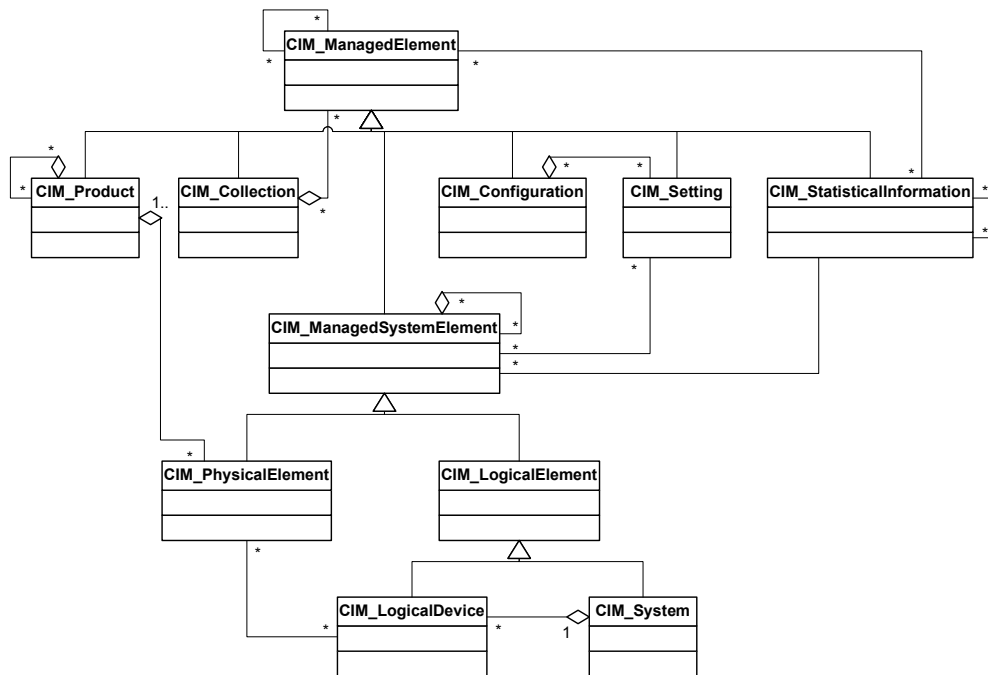 *
CIM_ManagedElement
*
*
*
*
*
*
*
*
CIM_Product
CIM_Collection
CIM_Configuration
CIM_Setting
CIM_StatisticalInformation
*
*
1..
*
*
*
*
*
CIM_ManagedSystemElement
*
*
*
CIM_PhysicalElement
CIM_LogicalElement
*
*
CIM_LogicalDevice
CIM_System
*
*
1